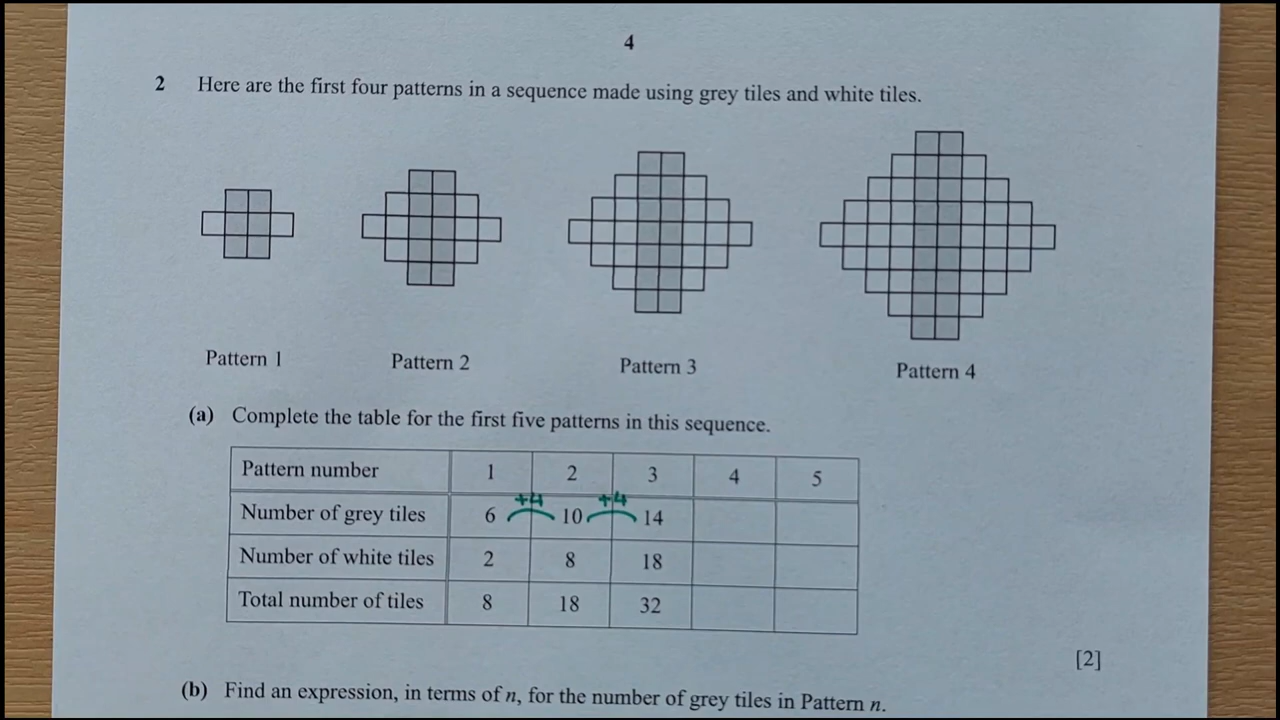 4
2 Here are the first four patterns in a sequence made using grey tiles and white tiles.
Pattern 1 Pattern 2 Pattern 3 Pattern 4
(a) Complete the table for the first five patterns in this sequence.
Pattern number 1 2 3 4 5
+4 +4
Number of grey tiles 6 10 14
Number of white tiles 2 8 18
Total number of tiles 8 18 32
[2]
(b) Find an expression, in terms of n, for the number of grey tiles in Pattern n.